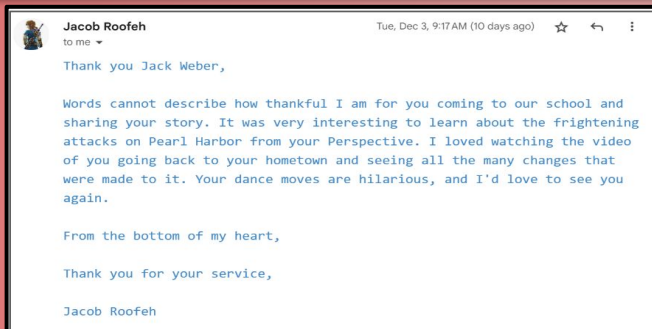 Jacob Roofeh
Tue, Dec 3, 9:17 AM (10 days ago)
to me
Thank you Jack Weber,
Words cannot describe how thankful I am for you coming to our school and
sharing your story. It was very interesting to learn about the frightening
attacks on Pearl Harbor from your Perspective. I loved watching the video
of you going back to your hometown and seeing all the many changes that
were made to it. Your dance moves are hilarious, and I'd love to see you
again.
From the bottom of my heart,
Thank you for your service,
Jacob Roofeh